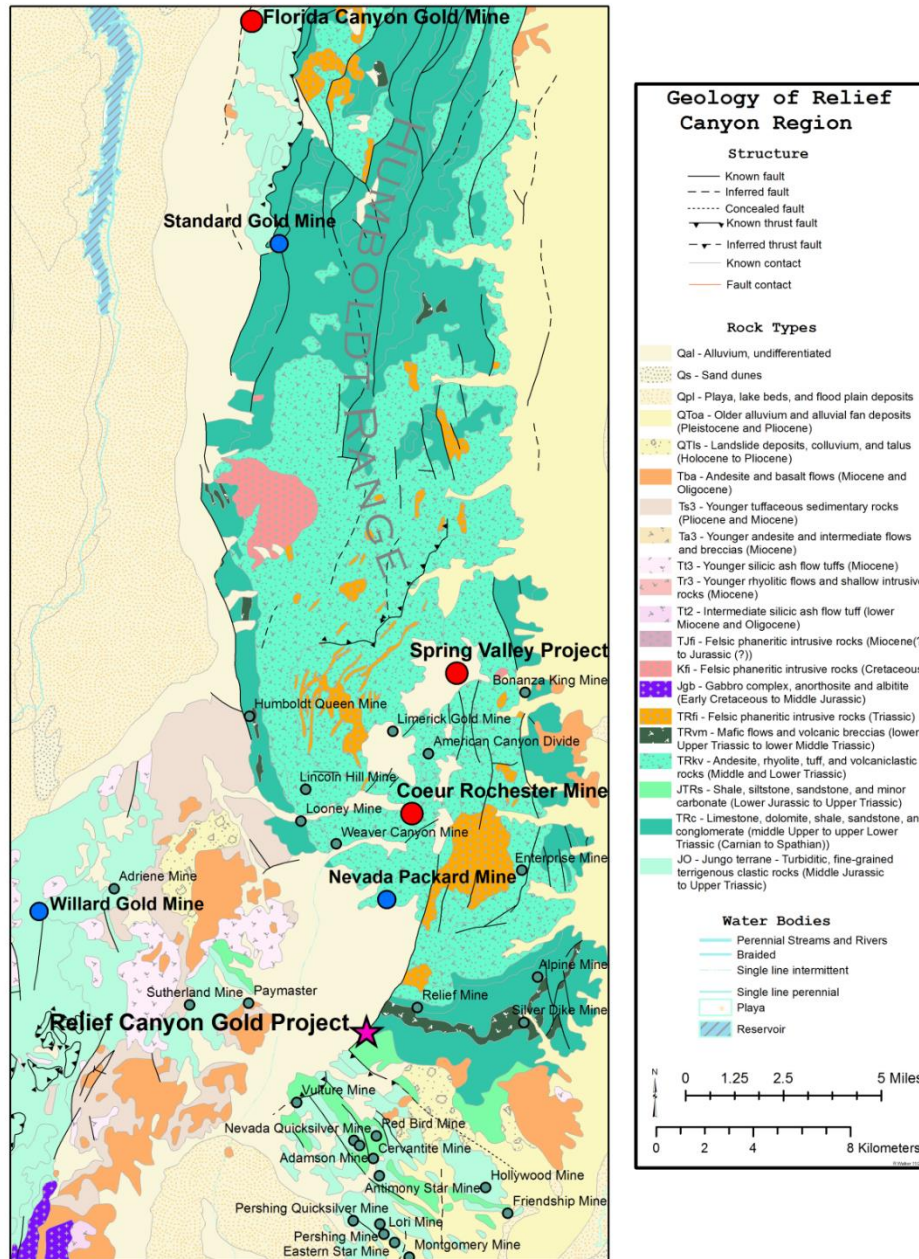 Florida Canyon Gold Mine
HUMBOLDT RANGE
Standard Gold Mine
Spring Valley Project
Bonanza King Mine
Humboldt Queen Mine
Limerick Gold Mine
American Canyon Divide
Lincoln Hill Mine
Coeur Rochester Mine
Looney Mine
Weaver Canyon Mine
Enterprise Mine
Adriene Mine
Nevada Packard Mine
Willard Gold Mine
Alpine Mine
Sutherland Mine
Paymaster
Relief Mine
Silver Dike Mine
Relief Canyon Gold Project
Vulture Mine
Nevada Quicksilver Mine
Red Bird Mine
Cervantite Mine
Adamson Mine
Antimony Star Mine
Hollywood Mine
Friendship Mine
Pershing Quicksilver Mine
Lori Mine
Pershing Mine
Eastern Star Mine
Montgomery Mine
Geology of Relief
Canyon Region
Structure
Known fault
Inferred fault
Concealed fault
Known thrust fault
Inferred thrust fault
Known contact
Fault contact
Rock Types
Qal - Alluvium, undifferentiated
Qs - Sand dunes
Qpl - Playa, lake beds, and flood plain deposits
QToa - Older alluvium and alluvial fan deposits
(Pleistocene and Pliocene)
QTls - Landslide deposits, colluvium, and talus
(Holocene to Pliocene)
Tba - Andesite and basalt flows (Miocene and
Oligocene)
Ts3 - Younger tuffaceous sedimentary rocks
(Pliocene and Miocene)
Ta3 - Younger andesite and intermediate flows
and breccias (Miocene)
Tt3 - Younger silicic ash flow tuffs (Miocene)
Tr3 - Younger rhyolitic flows and shallow intrusive
rocks (Miocene)
Tt2 - Intermediate silicic ash flow tuff (lower
Miocene and Oligocene)
TJfi - Felsic phaneritic intrusive rocks (Miocene(?)
to Jurassic (?))
Kfi - Felsic phaneritic intrusive rocks (Cretaceous
Jgb - Gabbro complex, anorthosite and albitite
(Early Cretaceous to Middle Jurassic)
TRfi - Felsic phaneritic intrusive rocks (Triassic)
TRvm - Mafic flows and volcanic breccias (lower
Upper Triassic to lower Middle Triassic)
TRkv - Andesite, rhyolite, tuff, and volcaniclastic
rocks (Middle and Lower Triassic)
JTRs - Shale, siltstone, sandstone, and minor
carbonate (Lower Jurassic to Upper Triassic)
TRc - Limestone, dolomite, shale, sandstone, and
conglomerate (middle Upper to upper Lower
Triassic (Carnian to Spathian))
JO - Jungo terrane - Turbiditic, fine-grained
terrigenous clastic rocks (Middle Jurassic
to Upper Triassic)
Water Bodies
Perennial Streams and Rivers
Braided
Single line intermittent
Single line perennial
Playa
Reservoir
N
0 1.25 2.5 5 Miles
0 2 4 8 Kilometers